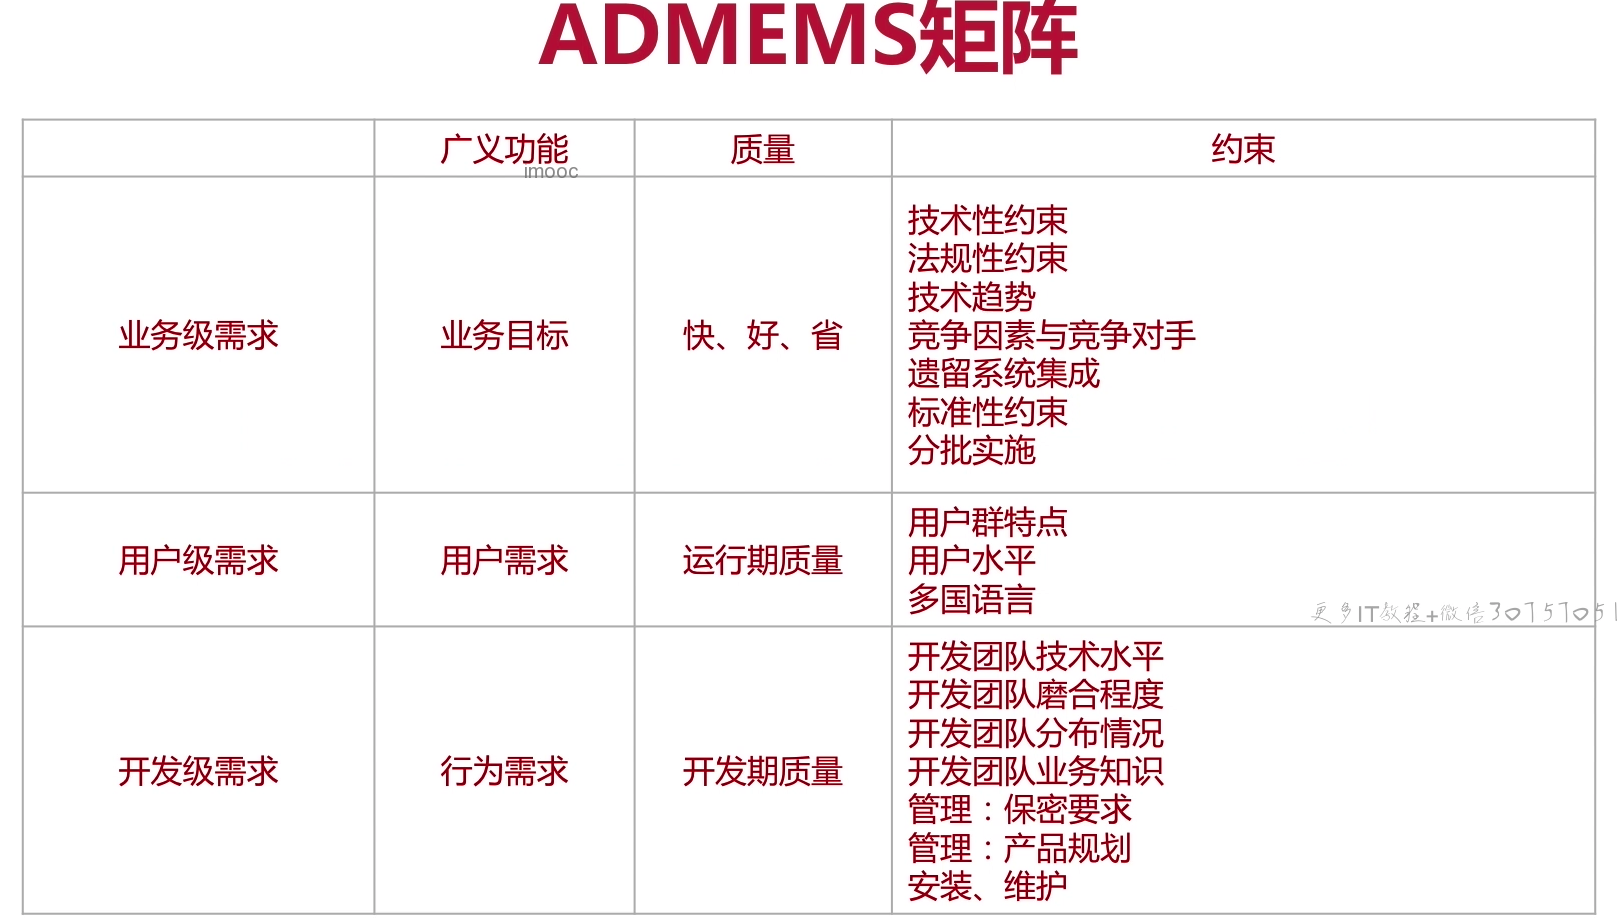 ADMEMS矩阵
广义功能
质量
约束
imooc
业务级需求
业务目标
快、好、省
技术性约束
法规性约束
技术趋势
竞争因素与竞争对手
遗留系统集成
标准性约束
分批实施
用户级需求
用户需求
运行期质量
用户群特点
用户水平
多国语言
更多IT教程+微信30757051
开发级需求
行为需求
开发期质量
开发团队技术水平
开发团队磨合程度
开发团队分布情况
开发团队业务知识
管理：保密要求
管理：产品规划
安装、维护